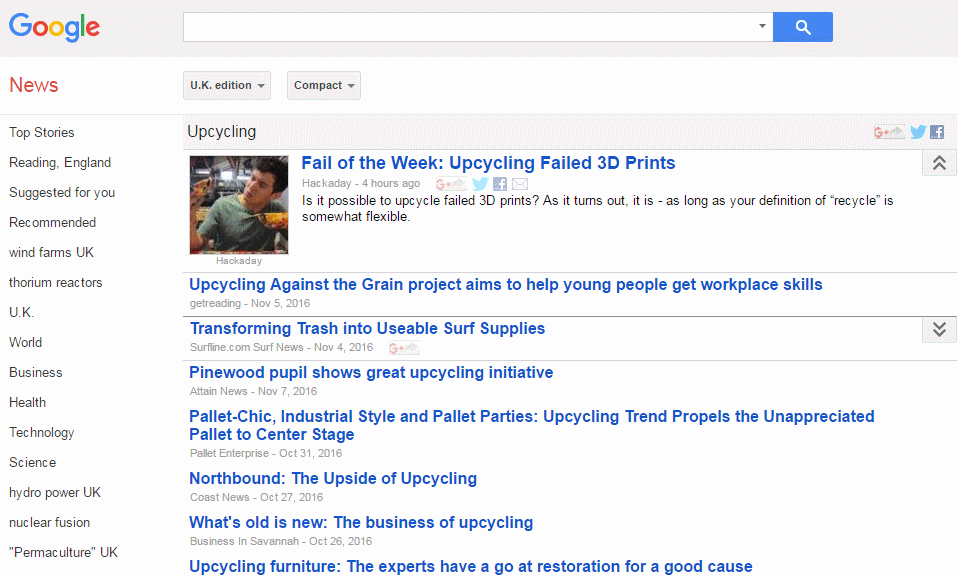 Google
News
U.K. edition
Compact
Top Stories
Reading, England
Suggested for you
Recommended
wind farms UK
thorium reactors
U.K.
World
Business
Health
Technology
Science
hydro power UK
nuclear fusion
"Permaculture" UK
Upcycling
G+
Fail of the Week: Upcycling Failed 3D Prints
Hackaday - 4 hours ago
G+
Is it possible to upcycle failed 3D prints? As it turns out, it is - as long as your definition of “recycle” is
somewhat flexible.
Hackaday
Upcycling Against the Grain project aims to help young people get workplace skills
getreading - Nov 5, 2016
Transforming Trash into Useable Surf Supplies
Surfline.com Surf News - Nov 4, 2016
G+
Pinewood pupil shows great upcycling initiative
Attain News - Nov 7, 2016
Pallet-Chic, Industrial Style and Pallet Parties: Upcycling Trend Propels the Unappreciated
Pallet to Center Stage
Pallet Enterprise - Oct 31, 2016
Northbound: The Upside of Upcycling
Coast News - Oct 27, 2016
What's old is new: The business of upcycling
Business In Savannah - Oct 26, 2016
Upcycling furniture: The experts have a go at restoration for a good cause